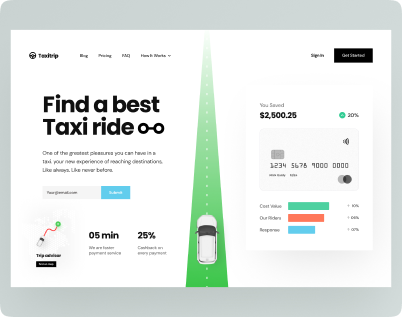 Taxitrip
Blog Pricing FAQ How It Works
Sign In
Get Started
Find a best
Taxi ride
One of the greatest pleasures you can have in a
taxi. your new experience of reaching destinations.
Like always. Like never before.
Your@email.com
Submit
Trip advisor
05 min
We are faster
payment service
25%
Cashback on
every payment
You Saved
$2,500.25
20%
1234 5678 9000 0000
Cost Value
10%
Our Riders
Response
07%